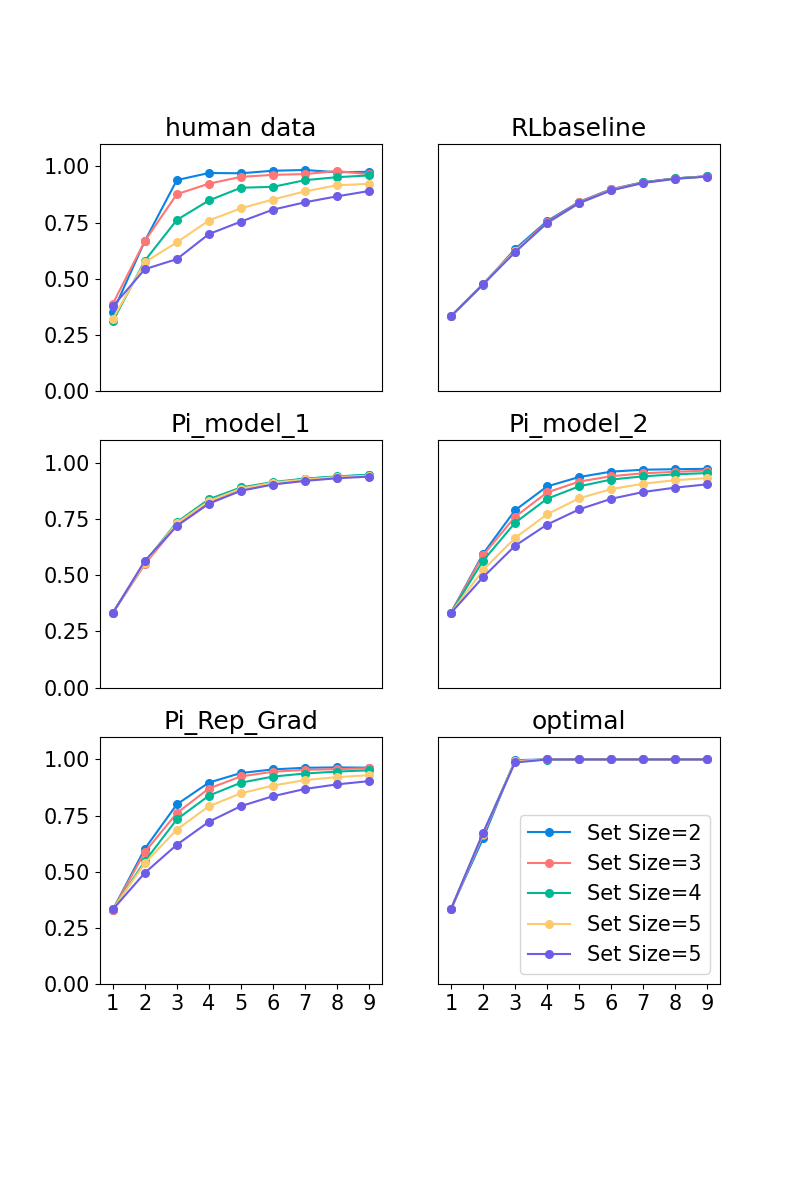 human data
RLbaseline
1.00
0.75
0.50
0.25
0.00
Pi_model_1
Pi_model_2
1.00
0.75
0.50
0.25
0.00
Pi_Rep_Grad
optimal
1.00
0.75
0.50
0.25
0.00
Set Size=2
Set Size=3
Set Size=4
Set Size=5
Set Size=5
1 2 3 4 5 6 7 8 9
1 2 3 4 5 6 7 8 9